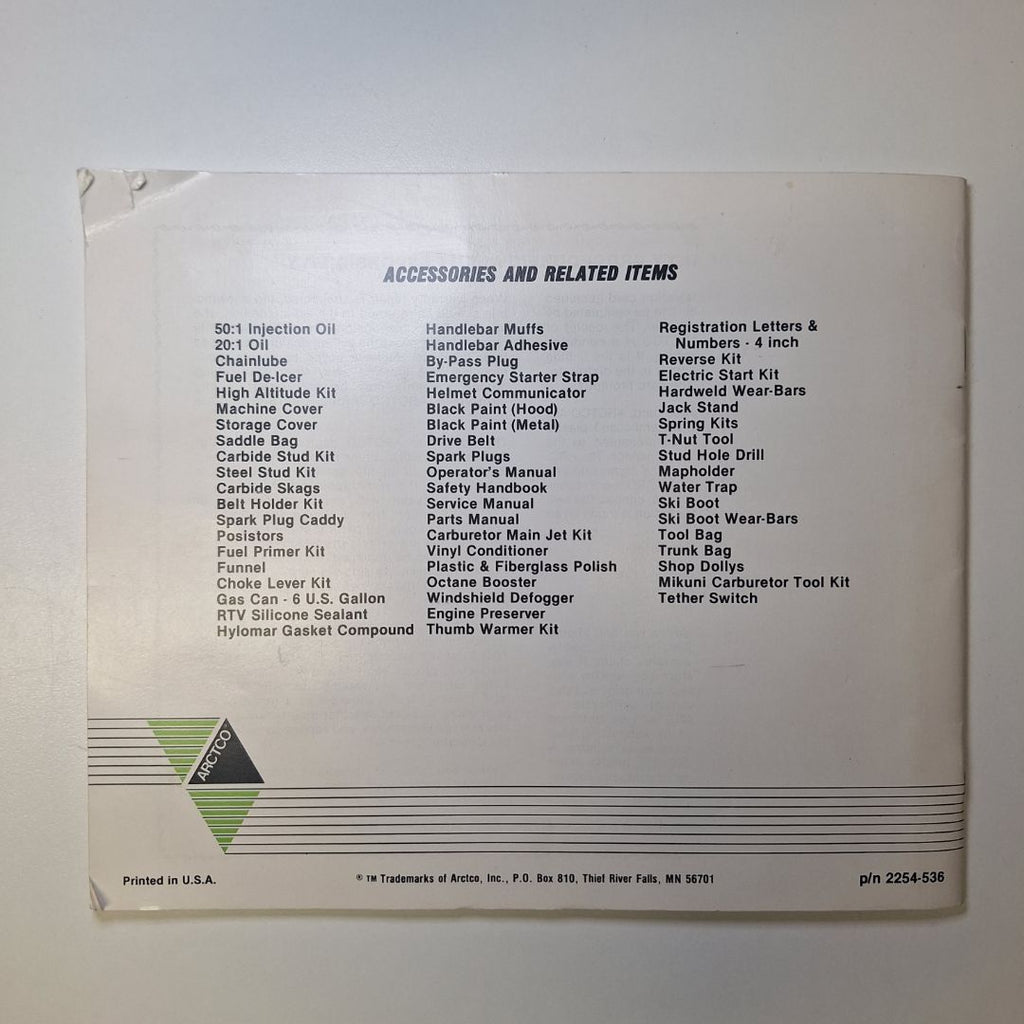 ACCESSORIES AND RELATED ITEMS
50:1 Injection Oil
20:1 Oil
Chainlube
Fuel De-Icer
High Altitude Kit
Machine Cover
Storage Cover
Saddle Bag
Carbide Stud Kit
Steel Stud Kit
Carbide Skags
Belt Holder Kit
Spark Plug Caddy
Posistors
Fuel Primer Kit
Funnel
Choke Lever Kit
Gas Can - 6 U.S. Gallon
RTV Silicone Sealant
Hylomar Gasket Compound
Handlebar Muffs
Handlebar Adhesive
By-Pass Plug
Emergency Starter Strap
Helmet Communicator
Black Paint (Hood)
Black Paint (Metal)
Drive Belt
Spark Plugs
Operator's Manual
Safety Handbook
Service Manual
Parts Manual
Carburetor Main Jet Kit
Vinyl Conditioner
Plastic & Fiberglass Polish
Octane Booster
Windshield Defogger
Engine Preserver
Thumb Warmer Kit
Registration Letters &
Numbers - 4 inch
Reverse Kit
Electric Start Kit
Hardweld Wear-Bars
Jack Stand
Spring Kits
T-Nut Tool
Stud Hole Drill
Mapholder
Water Trap
Ski Boot
Ski Boot Wear-Bars
Tool Bag
Trunk Bag
Shop Dollys
Mikuni Carburetor Tool Kit
Tether Switch
ARCTCO
Printed in U.S.A.
® TM Trademarks of Arctco, Inc., P.O. Box 810, Thief River Falls, MN 56701
p/n 2254-536